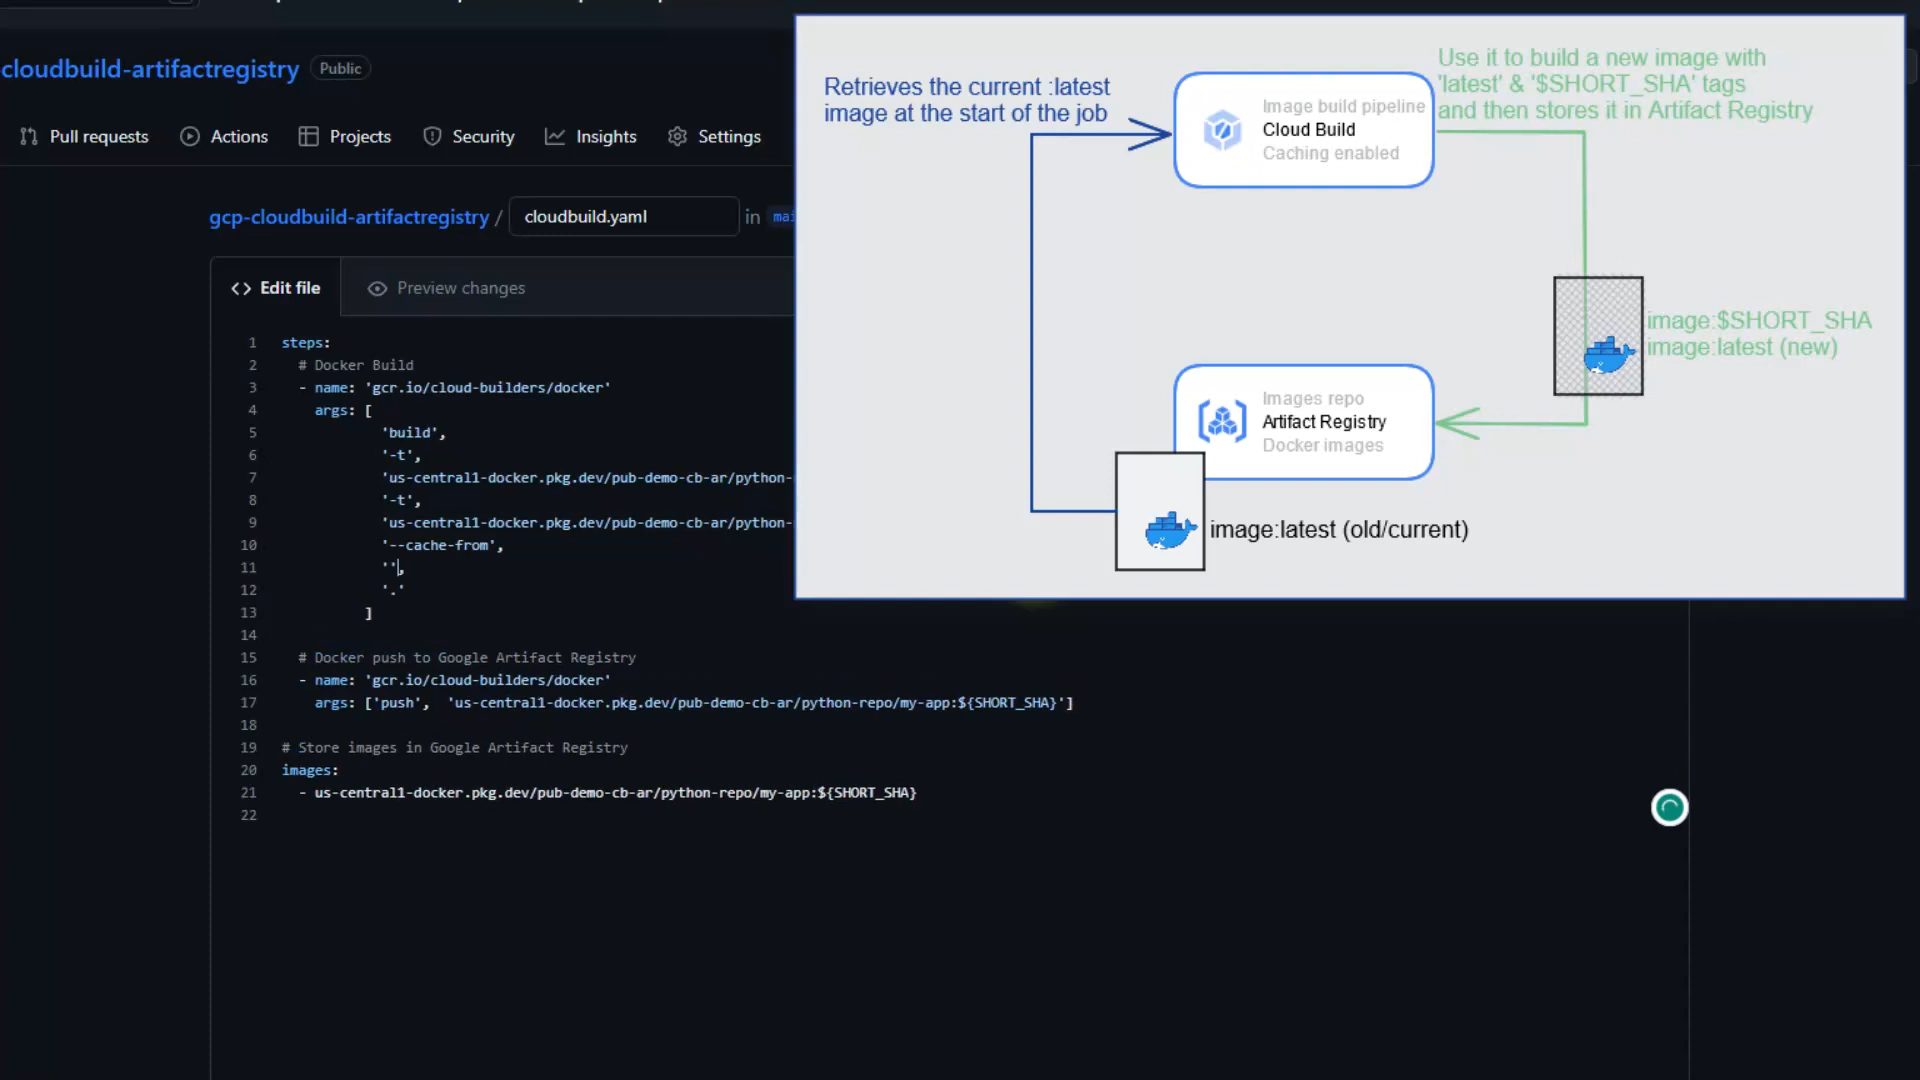 cloudbuild-artifactregistry Public
Pull requests Actions Projects Security Insights Settings
gcp-cloudbuild-artifactregistry / cloudbuild.yaml in mai
Edit file Preview changes
1 steps:
2 # Docker Build
3 - name: 'gcr.io/cloud-builders/docker'
4 args: [
5 'build',
6 '-t',
7 'us-central1-docker.pkg.dev/pub-demo-cb-ar/python-
8 '-t',
9 'us-central1-docker.pkg.dev/pub-demo-cb-ar/python-
10 '--cache-from',
11 '',
12 '.'
13 ]
14
15 # Docker push to Google Artifact Registry
16 - name: 'gcr.io/cloud-builders/docker'
17 args: ['push', 'us-central1-docker.pkg.dev/pub-demo-cb-ar/python-repo/my-app:${SHORT_SHA}']
18
19 # Store images in Google Artifact Registry
20 images:
21 - us-central1-docker.pkg.dev/pub-demo-cb-ar/python-repo/my-app:${SHORT_SHA}
22
Retrieves the current :latest
image at the start of the job
Image build pipeline
Cloud Build
Caching enabled
Use it to build a new image with
'latest' & '$SHORT_SHA' tags
and then stores it in Artifact Registry
image:$SHORT_SHA
image:latest (new)
Images repo
Artifact Registry
Docker images
image:latest (old/current)